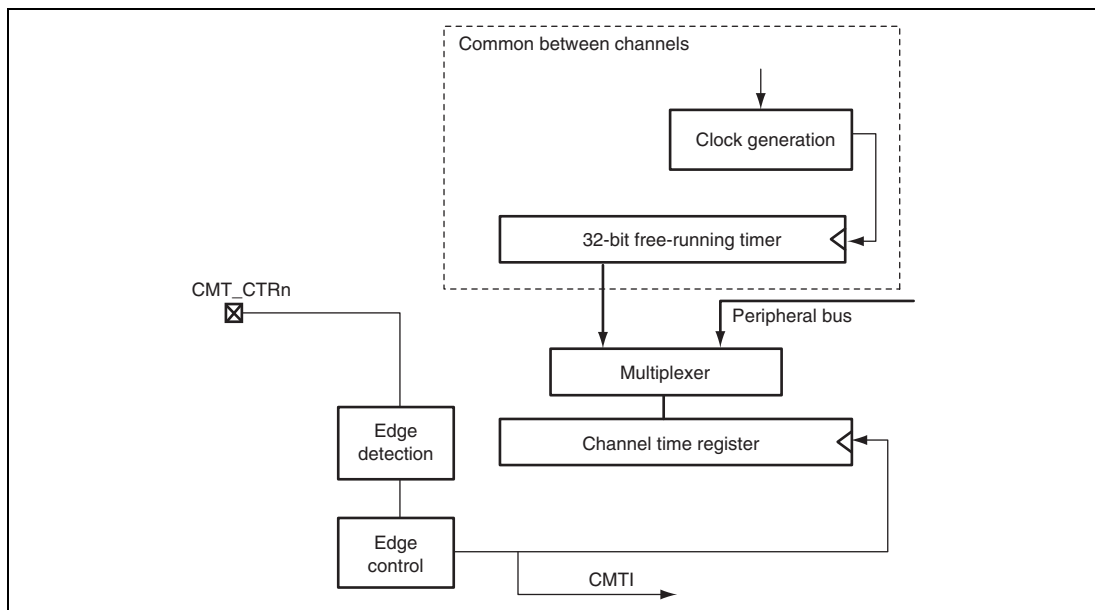 Common between channels
Clock generation
32-bit free-running timer
CMT_CTRn
Peripheral bus
Multiplexer
Edge
detection
Channel time register
Edge
control
CMTI